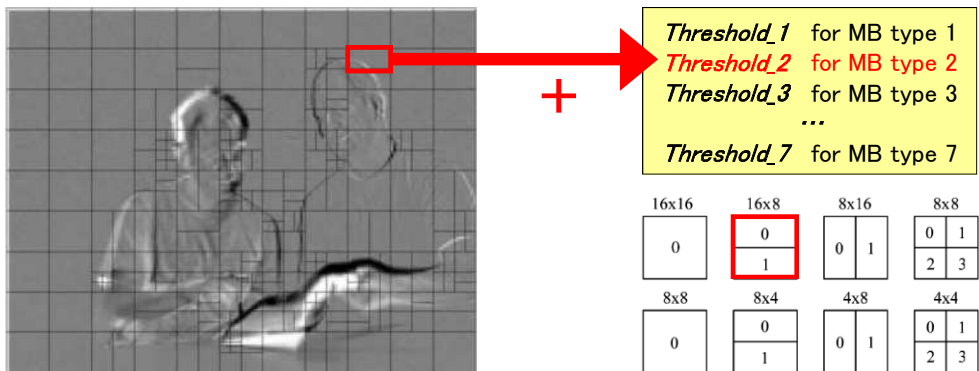 Threshold_1 for MB type 1
Threshold_2 for MB type 2
+
Threshold_3 for MB type 3
...
Threshold_7 for MB type 7
16x16 16x8 8x16 8x8
0 0 1 0 1 0 1 2 3
8x8 8x4 4x8 4x4
0 0 1 0 1 0 1 2 3